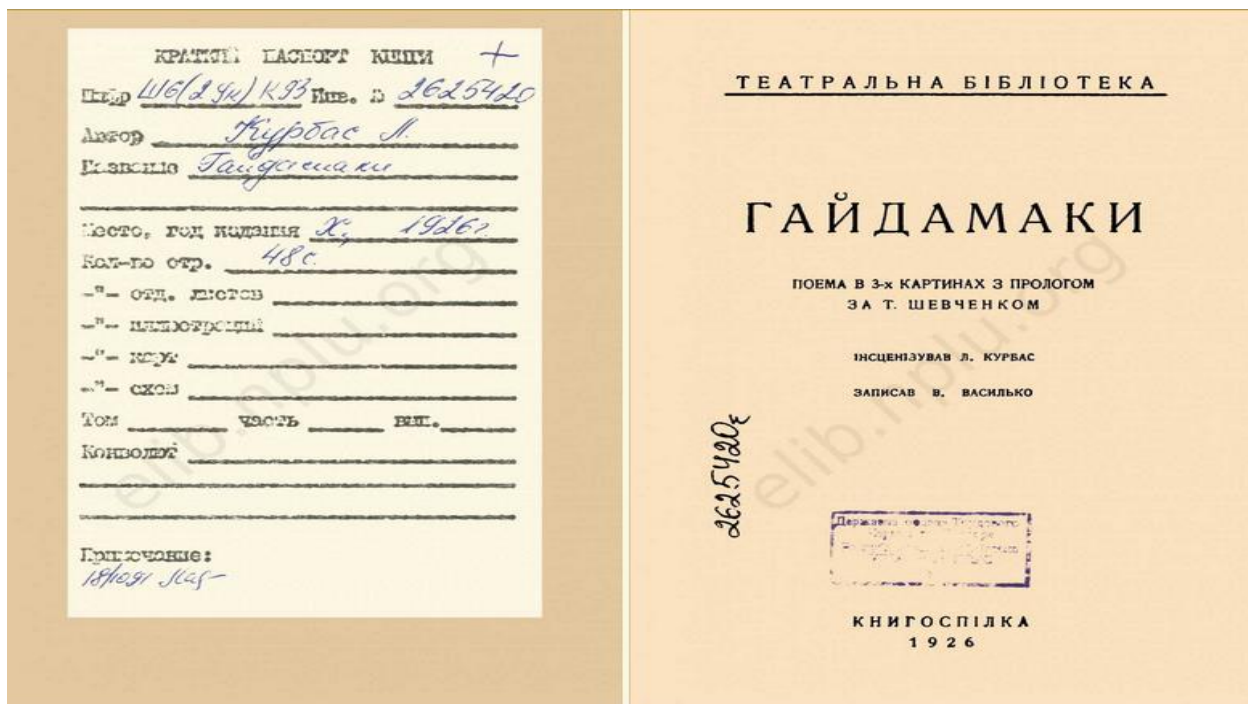 КРАТКИЙ ПАСПОРТ КНИГИ +
Шифр Ш6(2Ук) К93 Инв. № 2625420
Автор Курбас Л.
Название Гайдамаки
Место, год издания Х., 1926г.
Кол-во стр. 48 с.
–"– отд. листов
–"– иллюстраций
–"– карт
–"– схем
Том часть вып.
Конволют
Примечание:
ТЕАТРАЛЬНА БІБЛІОТЕКА
ГАЙДАМАКИ
ПОЕМА В 3-х КАРТИНАХ З ПРОЛОГОМ
ЗА Т. ШЕВЧЕНКОМ
ІНСЦЕНІЗУВАВ Л. КУРБАС
ЗАПИСАВ В. ВАСИЛЬКО
2625420
КНИГОСПІЛКА
1926
elib.nplu.org
elib.nplu.org